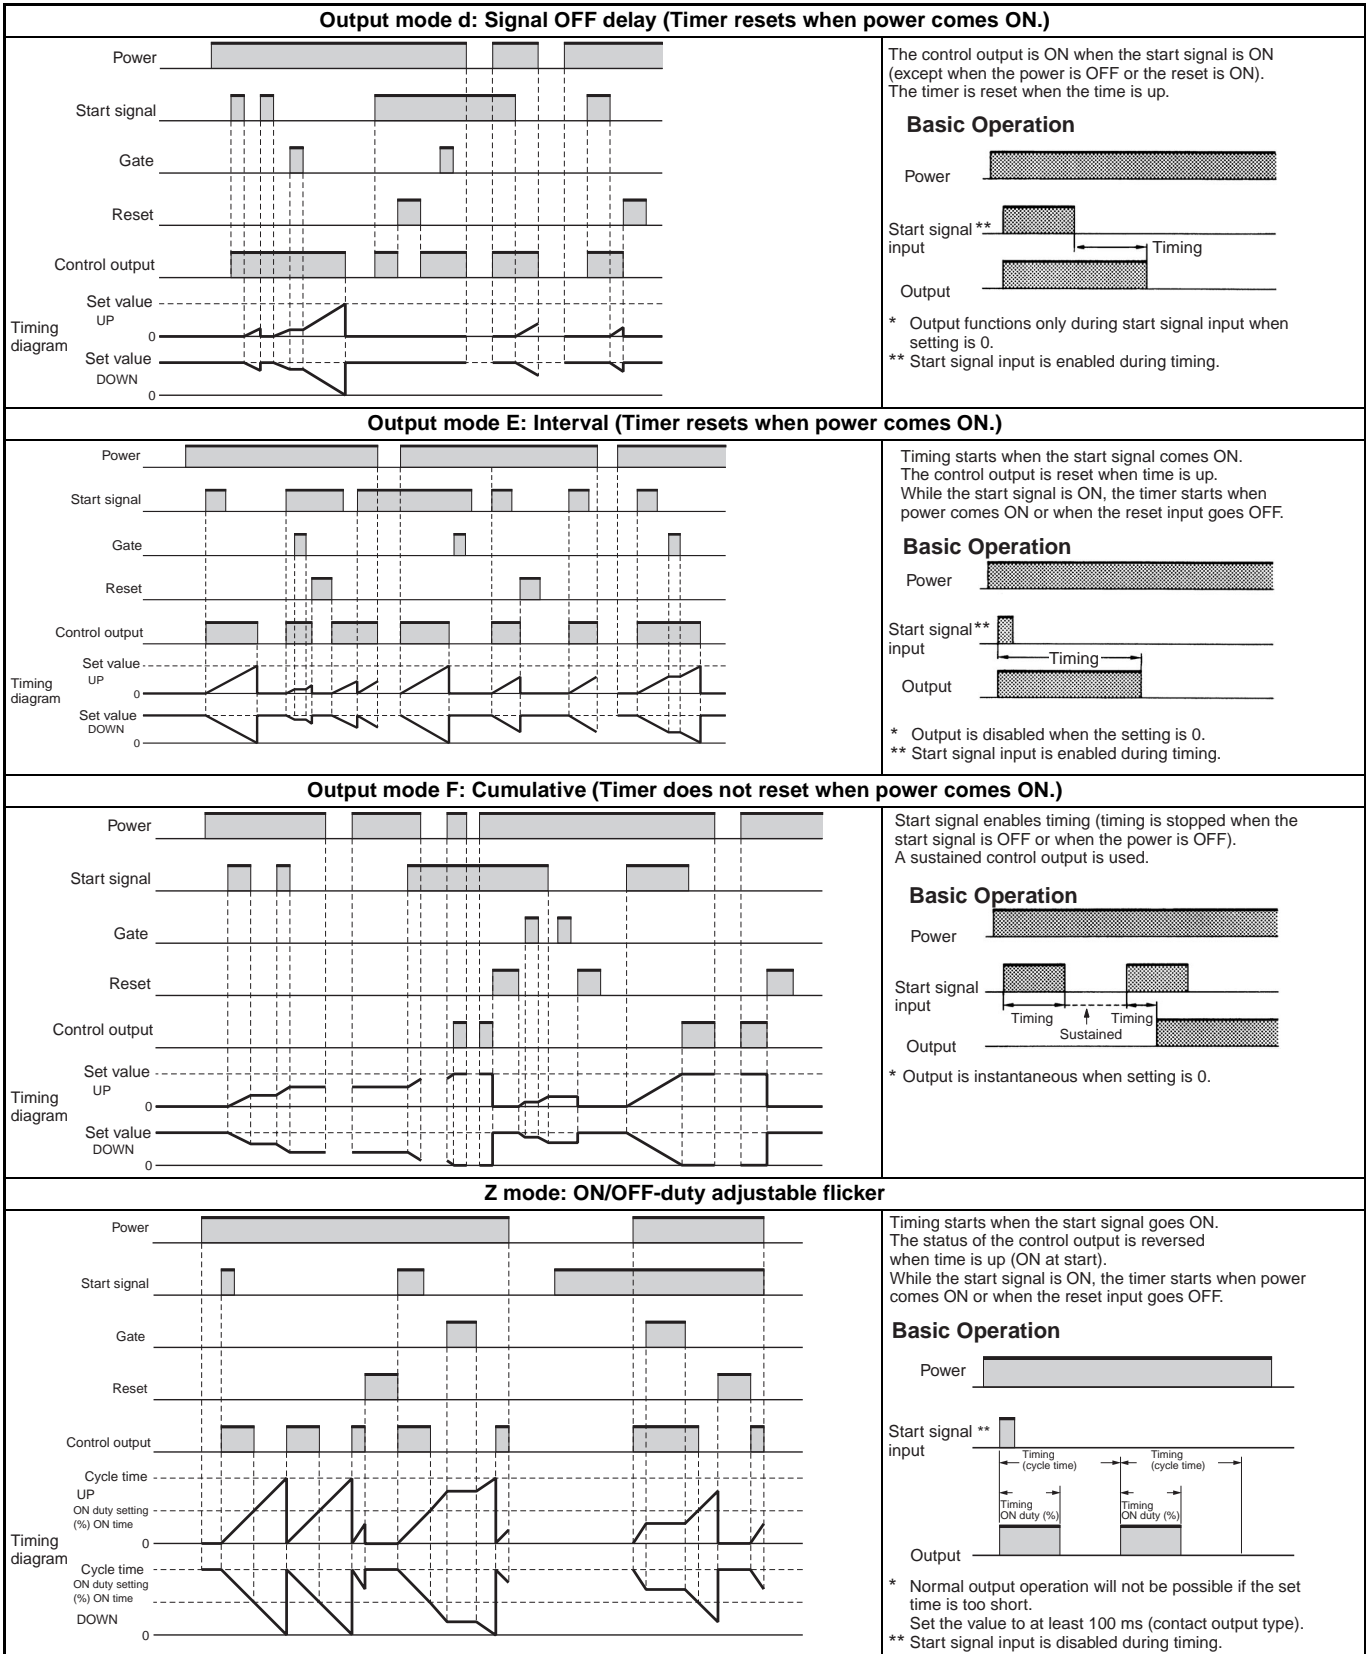 Output mode d: Signal OFF delay (Timer resets when power comes ON.)
Power
Start signal
Gate
Reset
Control output
Set value
UP
0
Timing
diagram
Set value
DOWN
0
The control output is ON when the start signal is ON
(except when the power is OFF or the reset is ON).
The timer is reset when the time is up.
Basic Operation
Power
Start signal **
input
Timing
Output
* Output functions only during start signal input when
setting is 0.
** Start signal input is enabled during timing.
Output mode E: Interval (Timer resets when power comes ON.)
Power
Start signal
Gate
Reset
Control output
Set value
UP
0
Timing
diagram
Set value
DOWN
0
Timing starts when the start signal comes ON.
The control output is reset when time is up.
While the start signal is ON, the timer starts when
power comes ON or when the reset input goes OFF.
Basic Operation
Power
Start signal **
input
Timing
Output
* Output is disabled when the setting is 0.
** Start signal input is enabled during timing.
Output mode F: Cumulative (Timer does not reset when power comes ON.)
Power
Start signal
Gate
Reset
Control output
Set value
UP
0
Timing
diagram
Set value
DOWN
0
Start signal enables timing (timing is stopped when the
start signal is OFF or when the power is OFF).
A sustained control output is used.
Basic Operation
Power
Start signal
input
Timing Timing
Sustained
Output
* Output is instantaneous when setting is 0.
Z mode: ON/OFF-duty adjustable flicker
Power
Start signal
Gate
Reset
Control output
Cycle time
UP
ON duty setting
(%) ON time
0
Timing
diagram
Cycle time
ON duty setting
(%) ON time
DOWN
0
Timing starts when the start signal goes ON.
The status of the control output is reversed
when time is up (ON at start).
While the start signal is ON, the timer starts when power
comes ON or when the reset input goes OFF.
Basic Operation
Power
Start signal **
input
Timing Timing
(cycle time) (cycle time)
Timing Timing
ON duty (%) ON duty (%)
Output
* Normal output operation will not be possible if the set
time is too short.
Set the value to at least 100 ms (contact output type).
** Start signal input is disabled during timing.